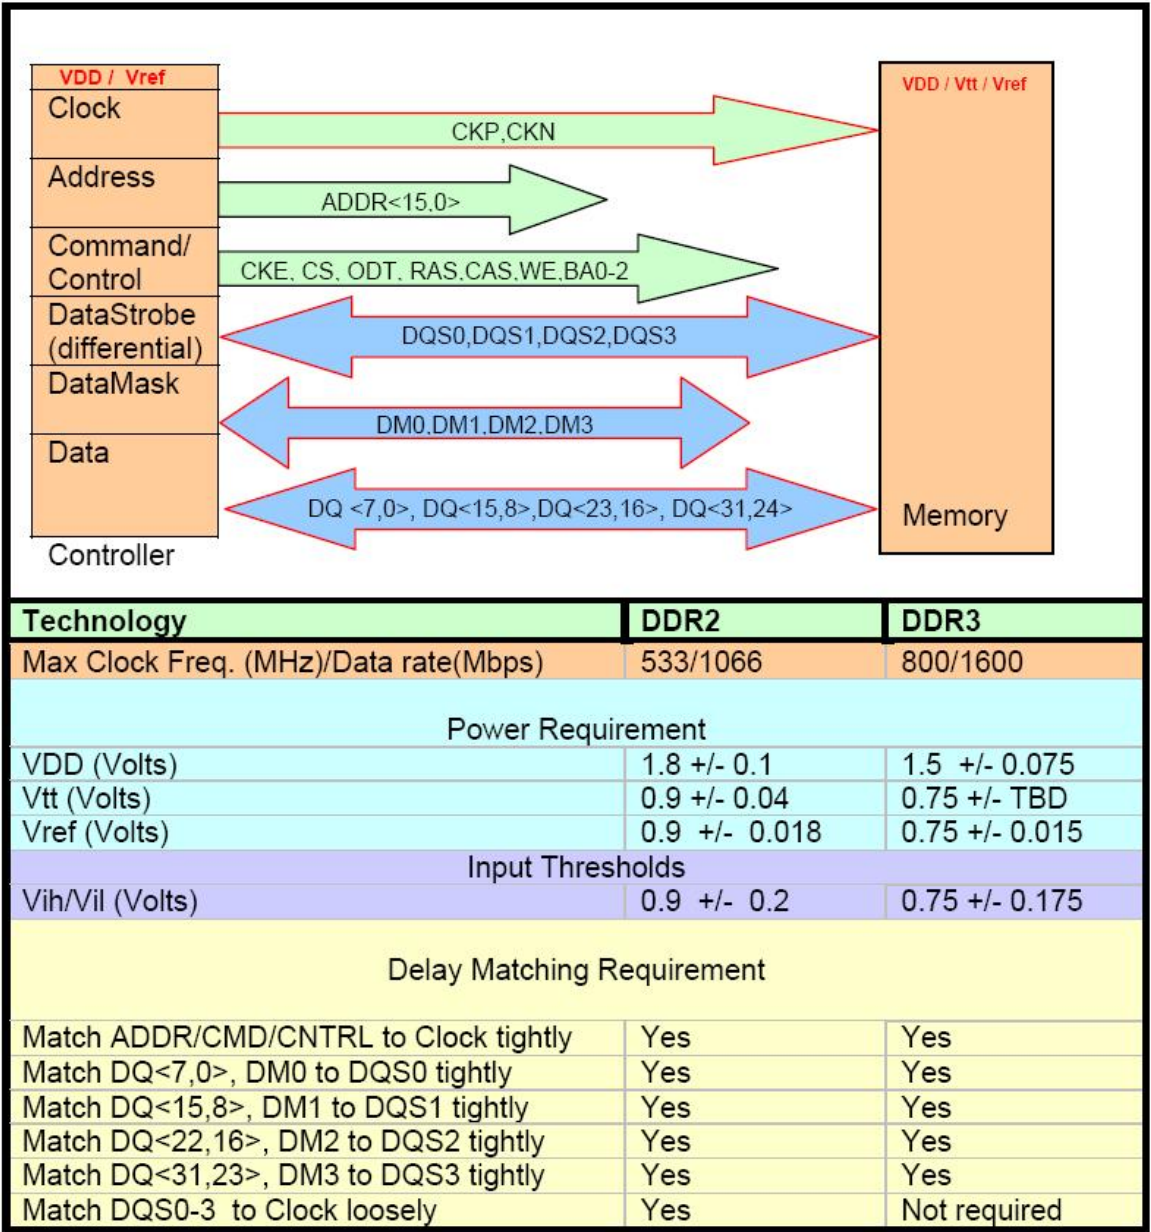 VDD / Vref
VDD / Vtt / Vref
Clock
CKP,CKN
Address
ADDR<15,0>
Command/
Control
CKE, CS, ODT, RAS,CAS,WE,BA0-2
DataStrobe
(differential)
DQS0,DQS1,DQS2,DQS3
DataMask
DM0,DM1,DM2,DM3
Data
DQ <7,0>, DQ<15,8>,DQ<23,16>, DQ<31,24>
Memory
Controller
Technology DDR2 DDR3
Max Clock Freq. (MHz)/Data rate(Mbps) 533/1066 800/1600
Power Requirement
VDD (Volts) 1.8 +/- 0.1 1.5 +/- 0.075
Vtt (Volts) 0.9 +/- 0.04 0.75 +/- TBD
Vref (Volts) 0.9 +/- 0.018 0.75 +/- 0.015
Input Thresholds
Vih/Vil (Volts) 0.9 +/- 0.2 0.75 +/- 0.175
Delay Matching Requirement
Match ADDR/CMD/CNTRL to Clock tightly Yes Yes
Match DQ<7,0>, DM0 to DQS0 tightly Yes Yes
Match DQ<15,8>, DM1 to DQS1 tightly Yes Yes
Match DQ<22,16>, DM2 to DQS2 tightly Yes Yes
Match DQ<31,23>, DM3 to DQS3 tightly Yes Yes
Match DQS0-3 to Clock loosely Yes Not required